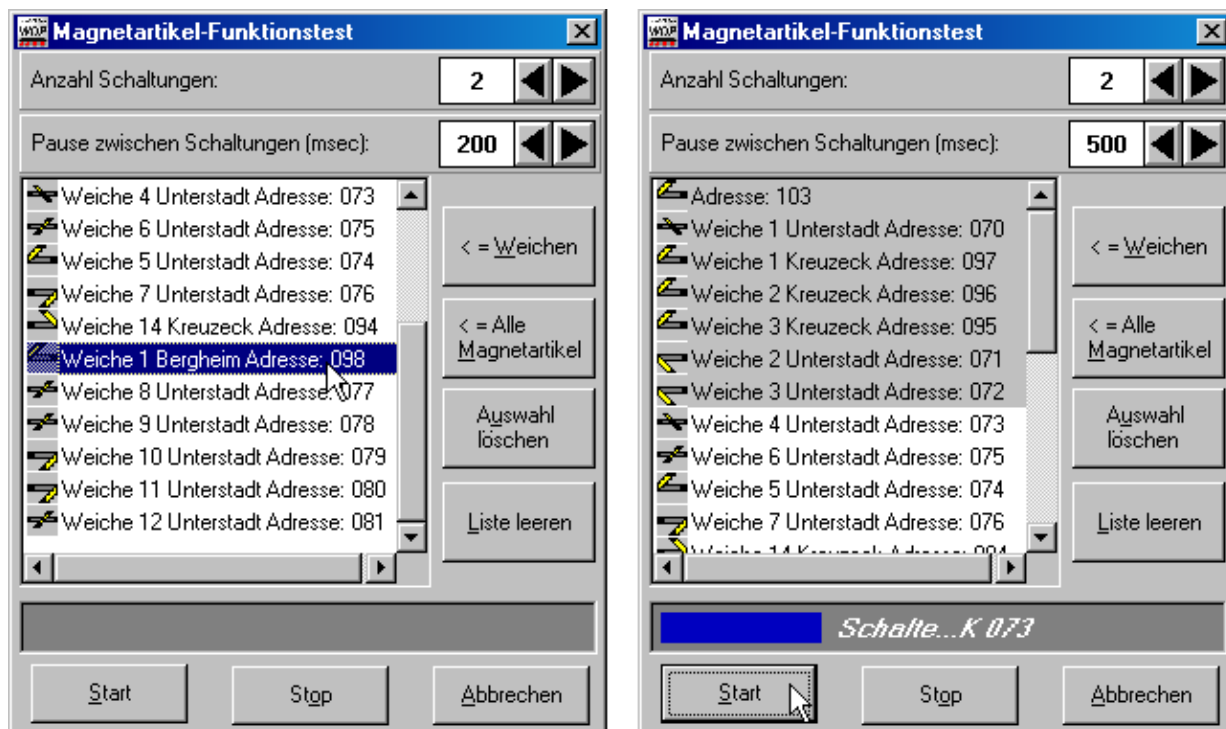 Magnetartikel-Funktionstest
Anzahl Schaltungen:
2
Pause zwischen Schaltungen (msec):
200
Weiche 4 Unterstadt Adresse: 073
Weiche 6 Unterstadt Adresse: 075
Weiche 5 Unterstadt Adresse: 074
Weiche 7 Unterstadt Adresse: 076
Weiche 14 Kreuzeck Adresse: 094
Weiche 1 Bergheim Adresse: 098
Weiche 8 Unterstadt Adresse: 077
Weiche 9 Unterstadt Adresse: 078
Weiche 10 Unterstadt Adresse: 079
Weiche 11 Unterstadt Adresse: 080
Weiche 12 Unterstadt Adresse: 081
< = Weichen
< = Alle
Magnetartikel
Auswahl
löschen
Liste leeren
Start
Stop
Abbrechen
Magnetartikel-Funktionstest
Anzahl Schaltungen:
2
Pause zwischen Schaltungen (msec):
500
Adresse: 103
Weiche 1 Unterstadt Adresse: 070
Weiche 1 Kreuzeck Adresse: 097
Weiche 2 Kreuzeck Adresse: 096
Weiche 3 Kreuzeck Adresse: 095
Weiche 2 Unterstadt Adresse: 071
Weiche 3 Unterstadt Adresse: 072
Weiche 4 Unterstadt Adresse: 073
Weiche 6 Unterstadt Adresse: 075
Weiche 5 Unterstadt Adresse: 074
Weiche 7 Unterstadt Adresse: 076
Weiche 14 Kreuzeck Adresse: 094
< = Weichen
< = Alle
Magnetartikel
Auswahl
löschen
Liste leeren
Schalte...K 073
Start
Stop
Abbrechen